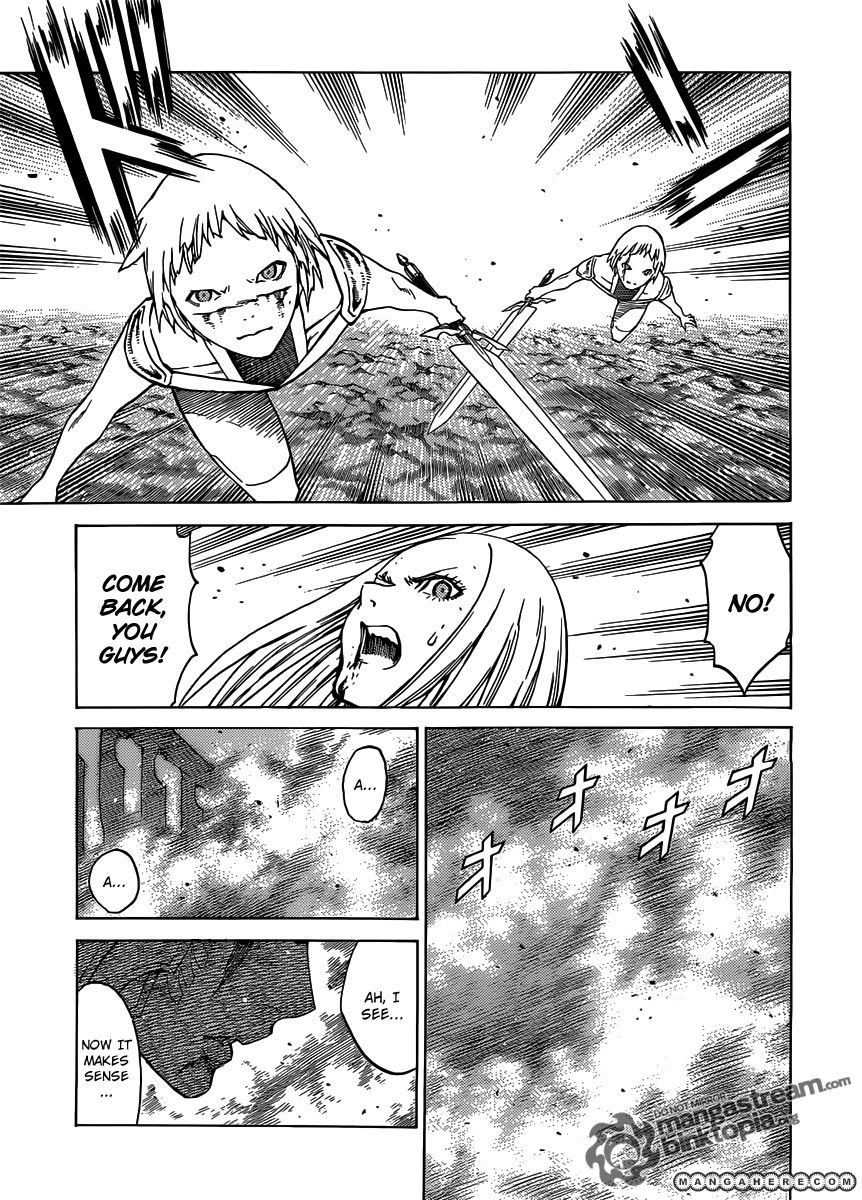 NO!
COME
BACK,
YOU
GUYS!
オ
オ
オ
オ
A...
A...
AH, I
SEE...
NOW IT
MAKES
SENSE
...
DO NOT MIRROR
mangastream.com
binktopia.org
MANGAHERE.COM